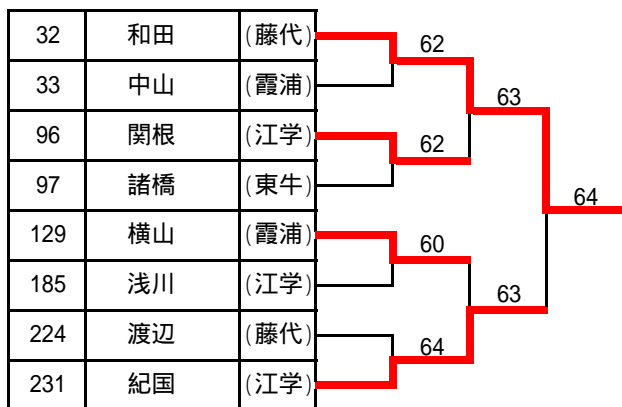 32 和田 (藤代)
62
33 中山 (霞浦)
63
96 関根 (江学)
62
97 諸橋 (東牛)
64
129 横山 (霞浦)
60
185 浅川 (江学)
63
224 渡辺 (藤代)
64
231 紀国 (江学)